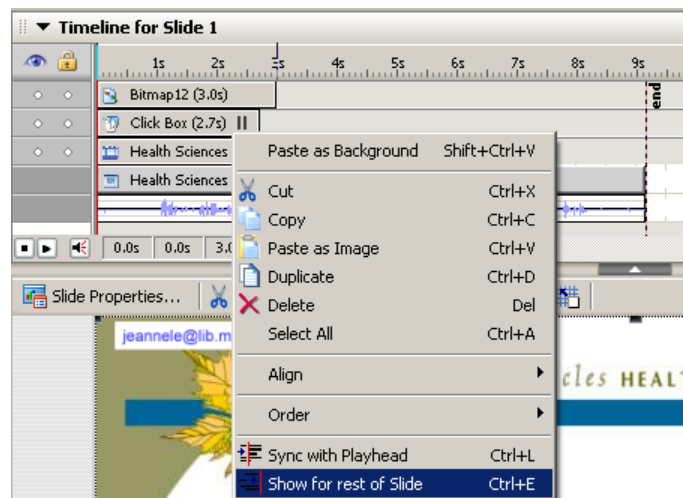 Timeline for Slide 1
1s 2s 3s 4s 5s 6s 7s 8s 9s
end
Bitmap12 (3.0s)
Click Box (2.7s)
Health Sciences
Health Sciences
0.0s 0.0s 3.0
Slide Properties...
jeannele@lib.m
cles HEAL
Paste as Background Shift+Ctrl+V
Cut Ctrl+X
Copy Ctrl+C
Paste as Image Ctrl+V
Duplicate Ctrl+D
Delete Del
Select All Ctrl+A
Align
Order
Sync with Playhead Ctrl+L
Show for rest of Slide Ctrl+E